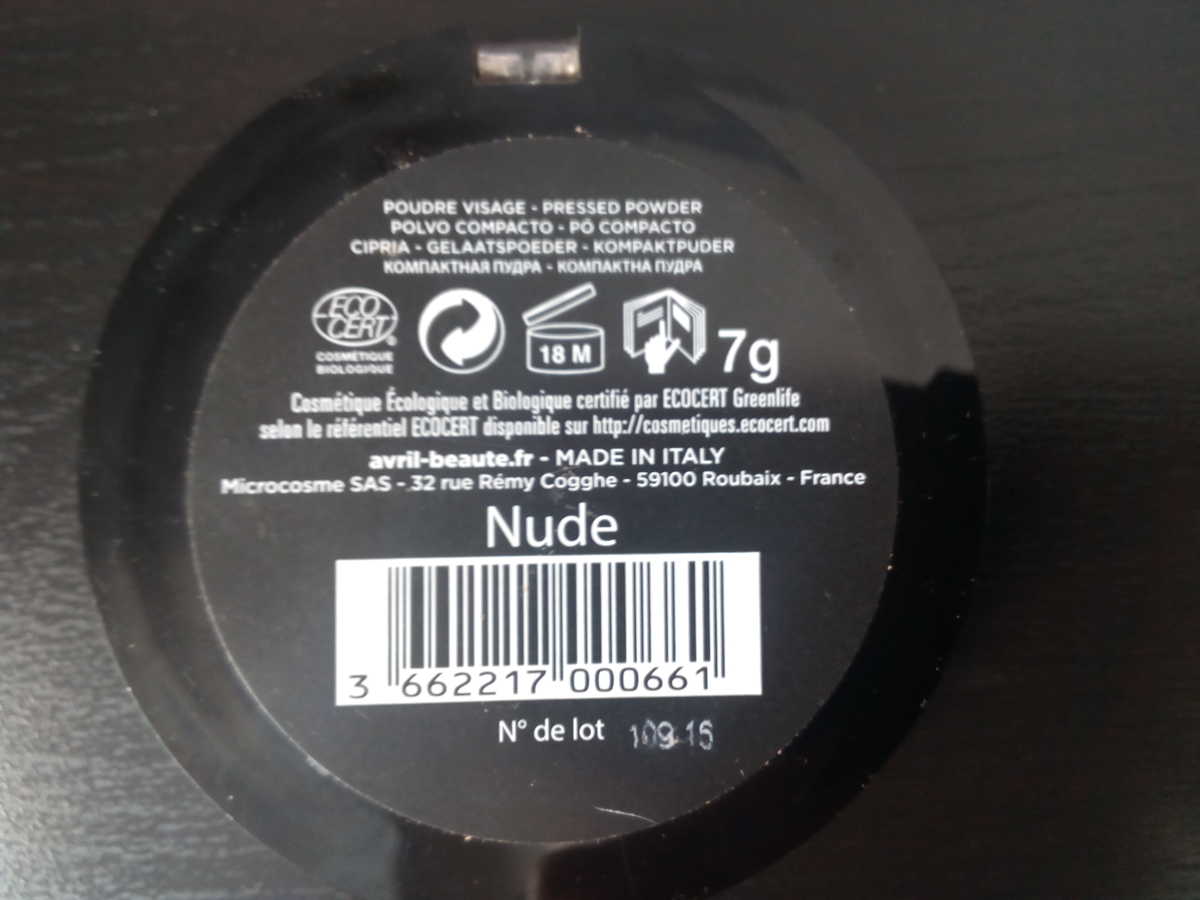 POUDRE VISAGE - PRESSED POWDER
POLVO COMPACTO - PÓ COMPACTO
CIPRIA - GELAATSPOEDER - KOMPAKTPUDER
КОМПАКТНАЯ ПУДРА - КОМПАКТНА ПУДРА
ECO
CERT®
COSMÉTIQUE
BIOLOGIQUE
18 M
7g
Cosmétique Écologique et Biologique certifié par ECOCERT Greenlife
selon le référentiel ECOCERT disponible sur http://cosmetiques.ecocert.com
avril-beaute.fr - MADE IN ITALY
Microcosme SAS - 32 rue Rémy Cogghe - 59100 Roubaix - France
Nude
3 662217 000661
N° de lot 109 15